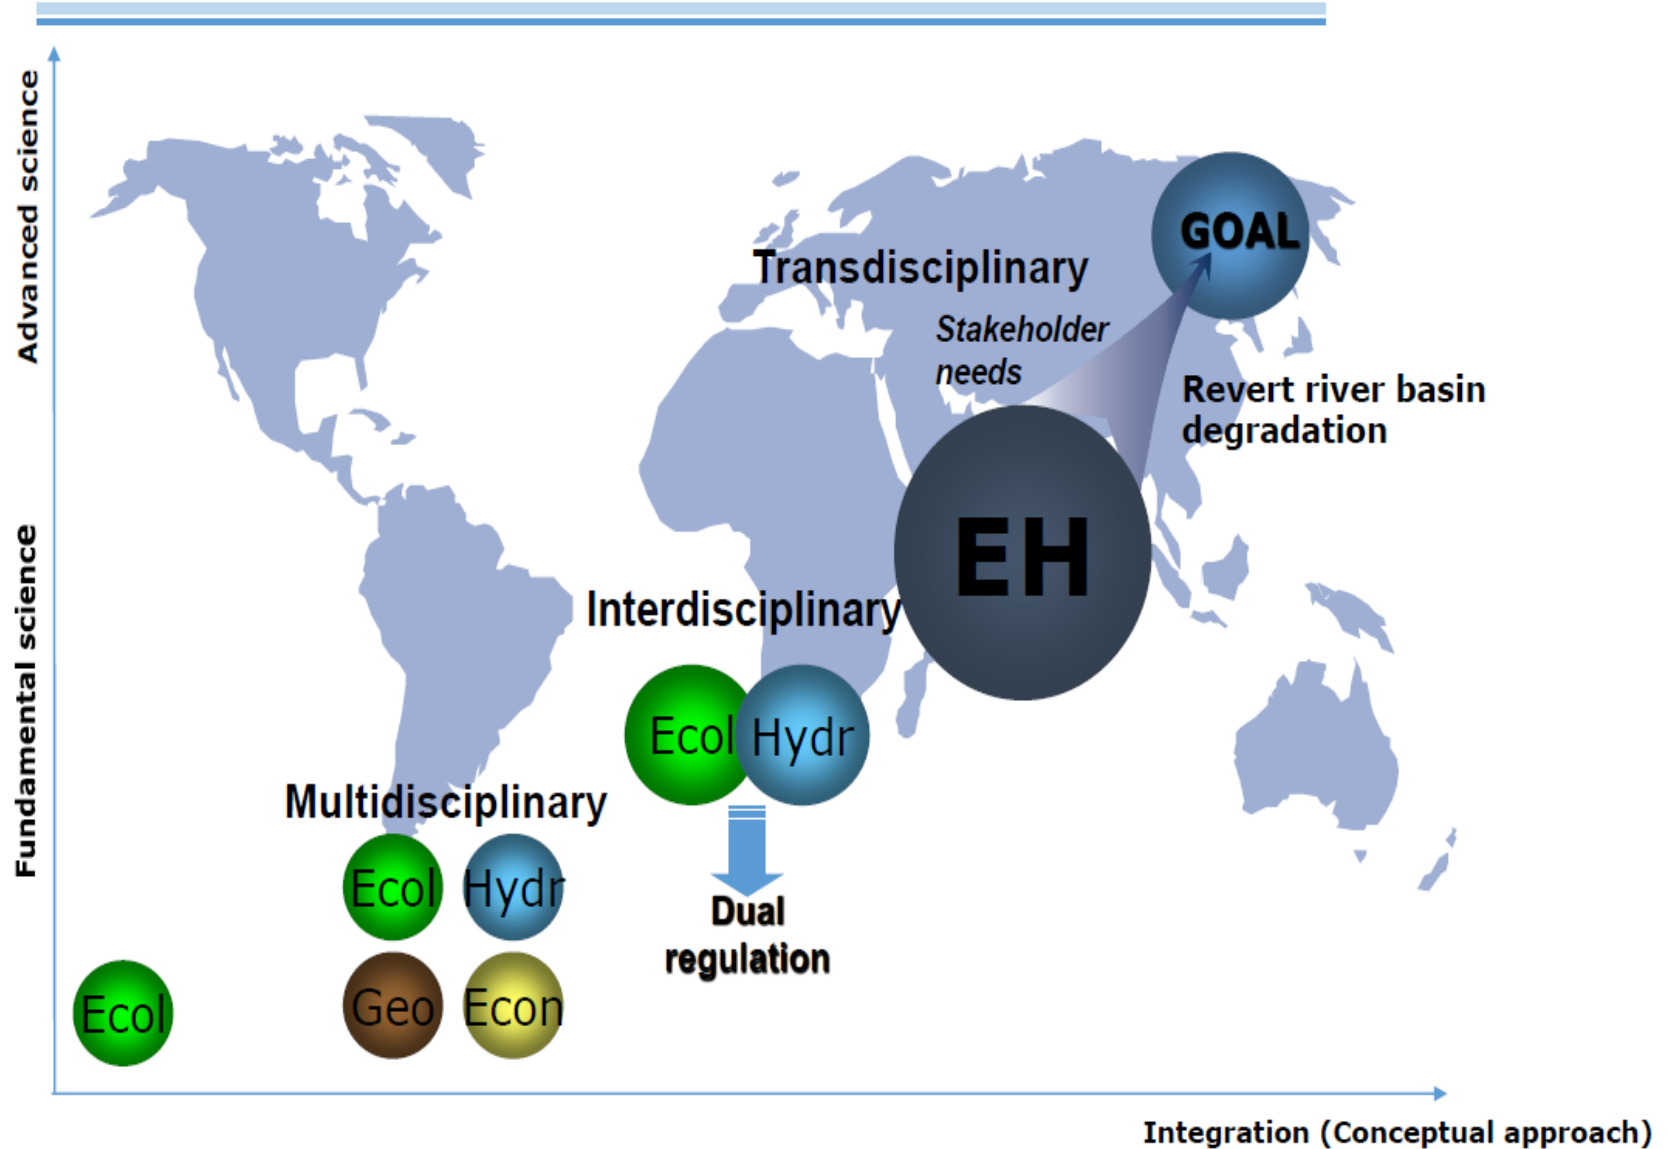 Advanced science
Fundamental science
GOAL
Transdisciplinary
Stakeholder
needs
Revert river basin
degradation
EH
Interdisciplinary
Ecol Hydr
Multidisciplinary
Ecol Hydr
Dual
regulation
Ecol
Geo Econ
Integration (Conceptual approach)